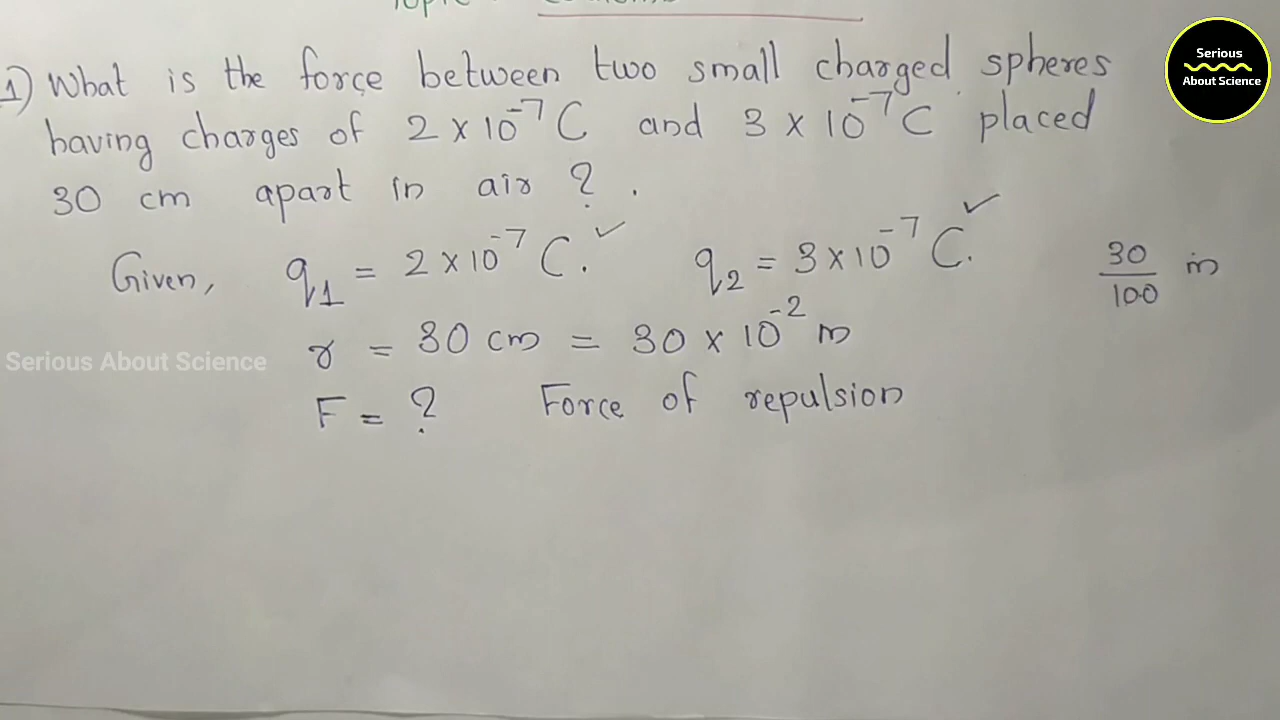 Serious
About Science
1) What is the force between two small charged spheres
having charges of 2 × 10⁻⁷ C and 3 × 10⁻⁷ C placed
30 cm apart in air ? .
Given, q₁ = 2 × 10⁻⁷ C. ✓ q₂ = 3 × 10⁻⁷ C. ✓
30/100 m
r = 30 cm = 30 × 10⁻² m
Serious About Science
F = ? Force of repulsion